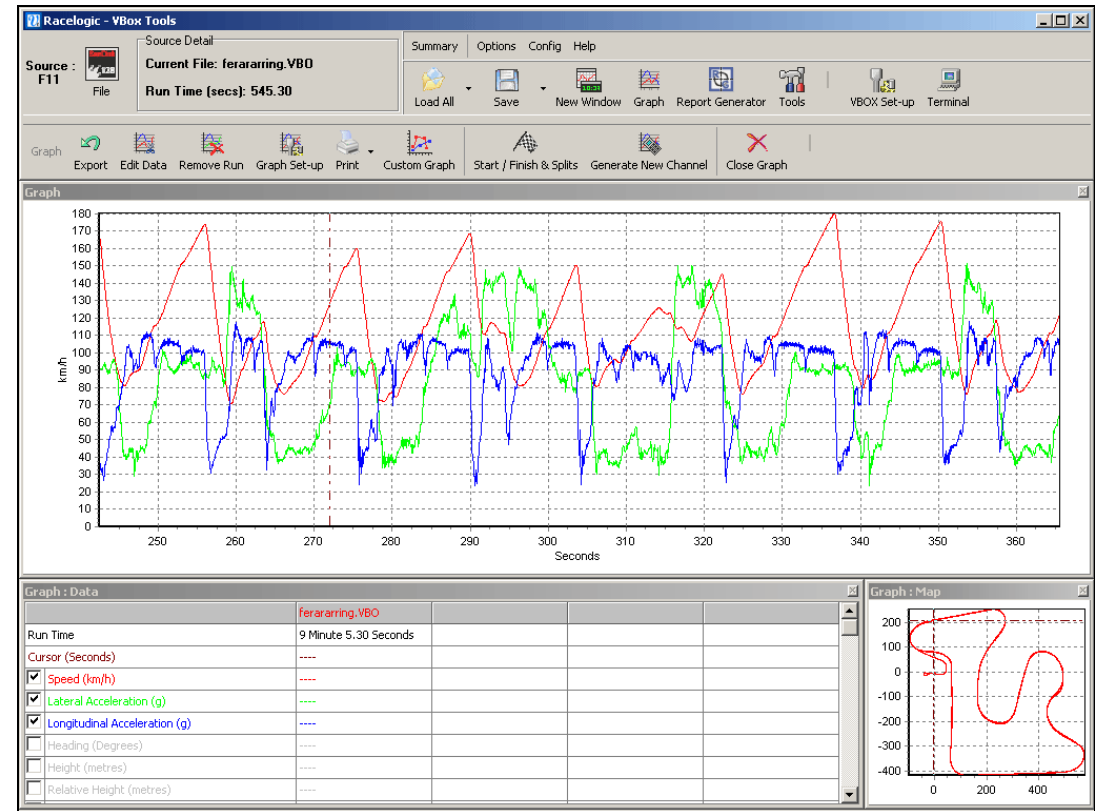 Racelogic - VBox Tools
Source :
F11
File
Source Detail
Current File: ferararring.VBO
Run Time (secs): 545.30
Summary Options Config Help
Load All Save New Window Graph Report Generator Tools VBOX Set-up Terminal
Graph Export Edit Data Remove Run Graph Set-up Print Custom Graph Start / Finish & Splits Generate New Channel Close Graph
Graph
180
170
160
150
140
130
120
110
100
90
80
70
60
50
40
30
20
10
0
km/h
250 260 270 280 290 300 310 320 330 340 350 360
Seconds
Graph : Data
ferararring.VBO
Run Time 9 Minute 5.30 Seconds
Cursor (Seconds) ----
Speed (km/h) ----
Lateral Acceleration (g) ----
Longitudinal Acceleration (g) ----
Heading (Degrees) ----
Height (metres) ----
Relative Height (metres) ----
Graph : Map
200
100
0
-100
-200
-300
-400
0 200 400